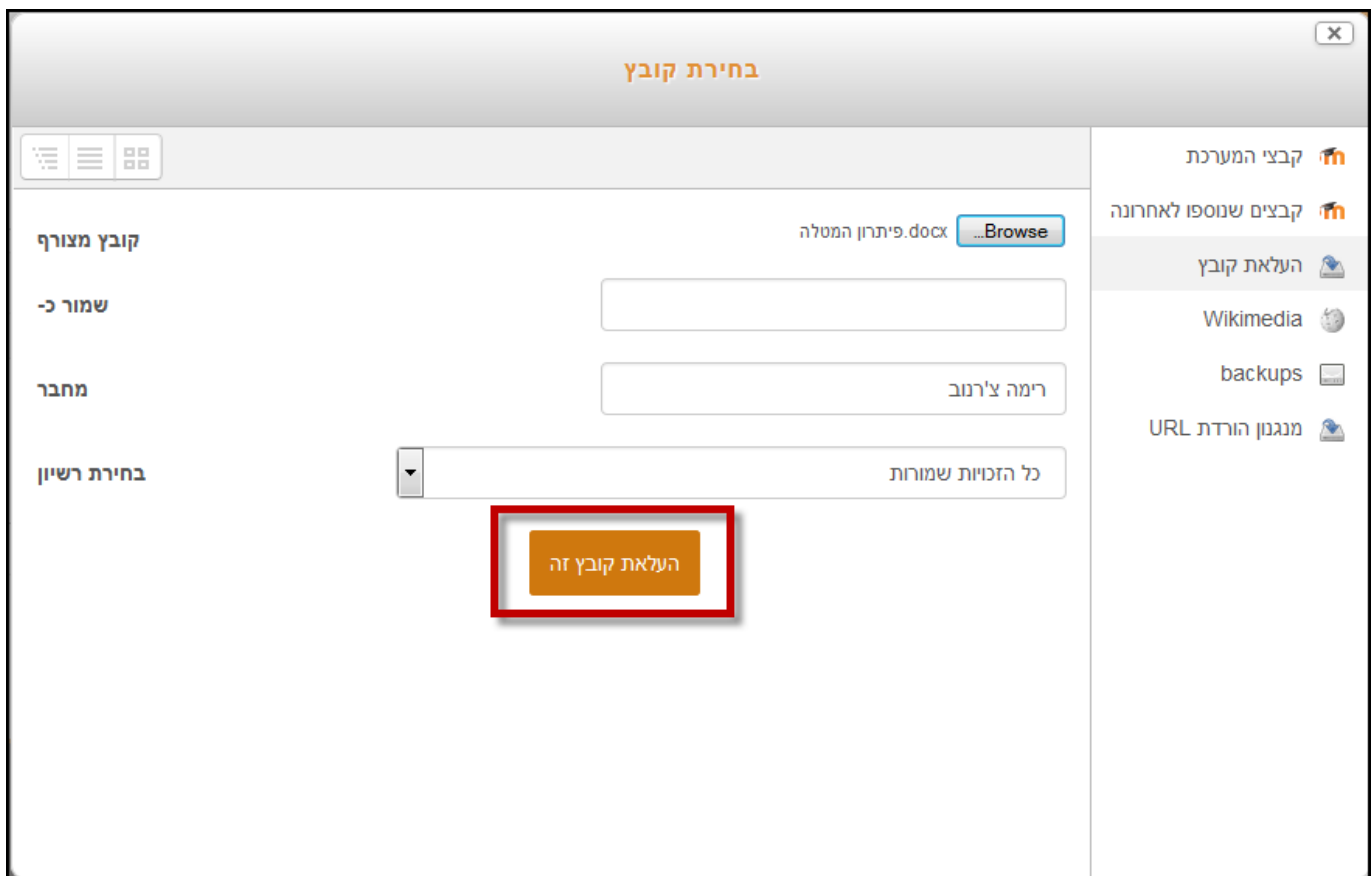 בחירת קובץ
קבצי המערכת
קבצים שנוספו לאחרונה
העלאת קובץ
Wikimedia
backups
מנגנון הורדת URL
קובץ מצורף
Browse...
פיתרון המטלה.docx
שמור כ-
מחבר
רימה צ'רנוב
בחירת רשיון
כל הזכויות שמורות
העלאת קובץ זה